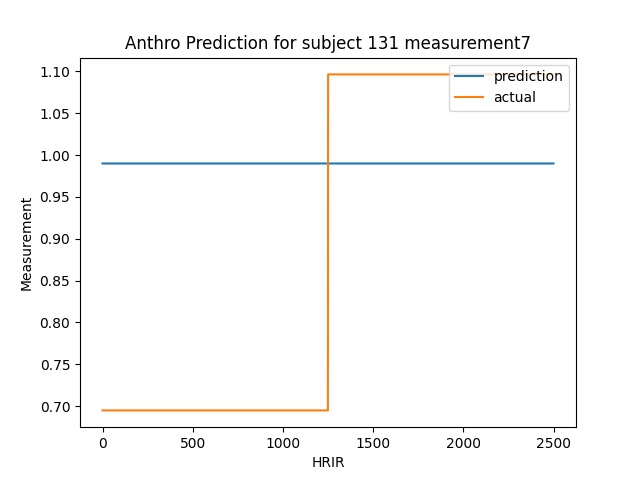 Anthro Prediction for subject 131 measurement7
prediction
actual
1.10
1.05
1.00
0.95
0.90
0.85
0.80
0.75
0.70
Measurement
0 500 1000 1500 2000 2500
HRIR